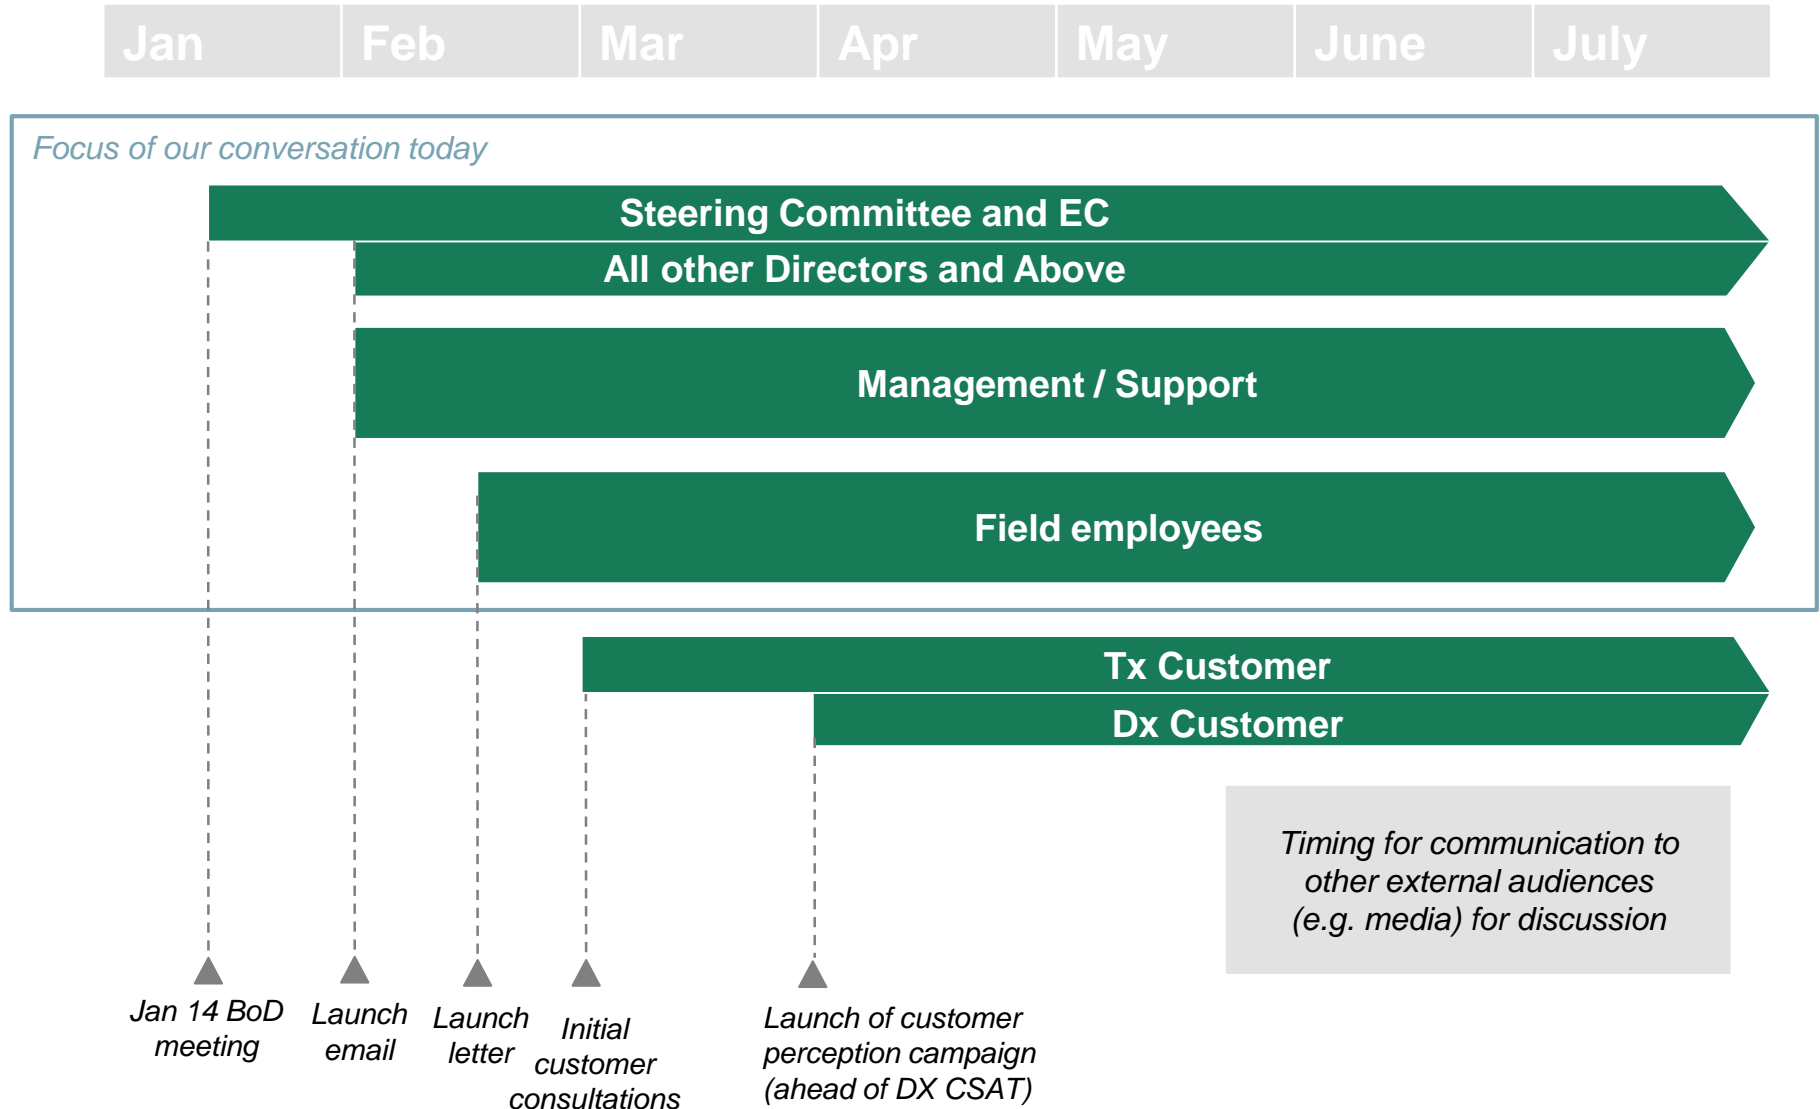 Jan Feb Mar Apr May June July
Focus of our conversation today
Steering Committee and EC
All other Directors and Above
Management / Support
Field employees
Tx Customer
Dx Customer
Timing for communication to
other external audiences
(e.g. media) for discussion
Jan 14 BoD
meeting
Launch
email
Launch
letter
Initial
customer
consultations
Launch of customer
perception campaign
(ahead of DX CSAT)